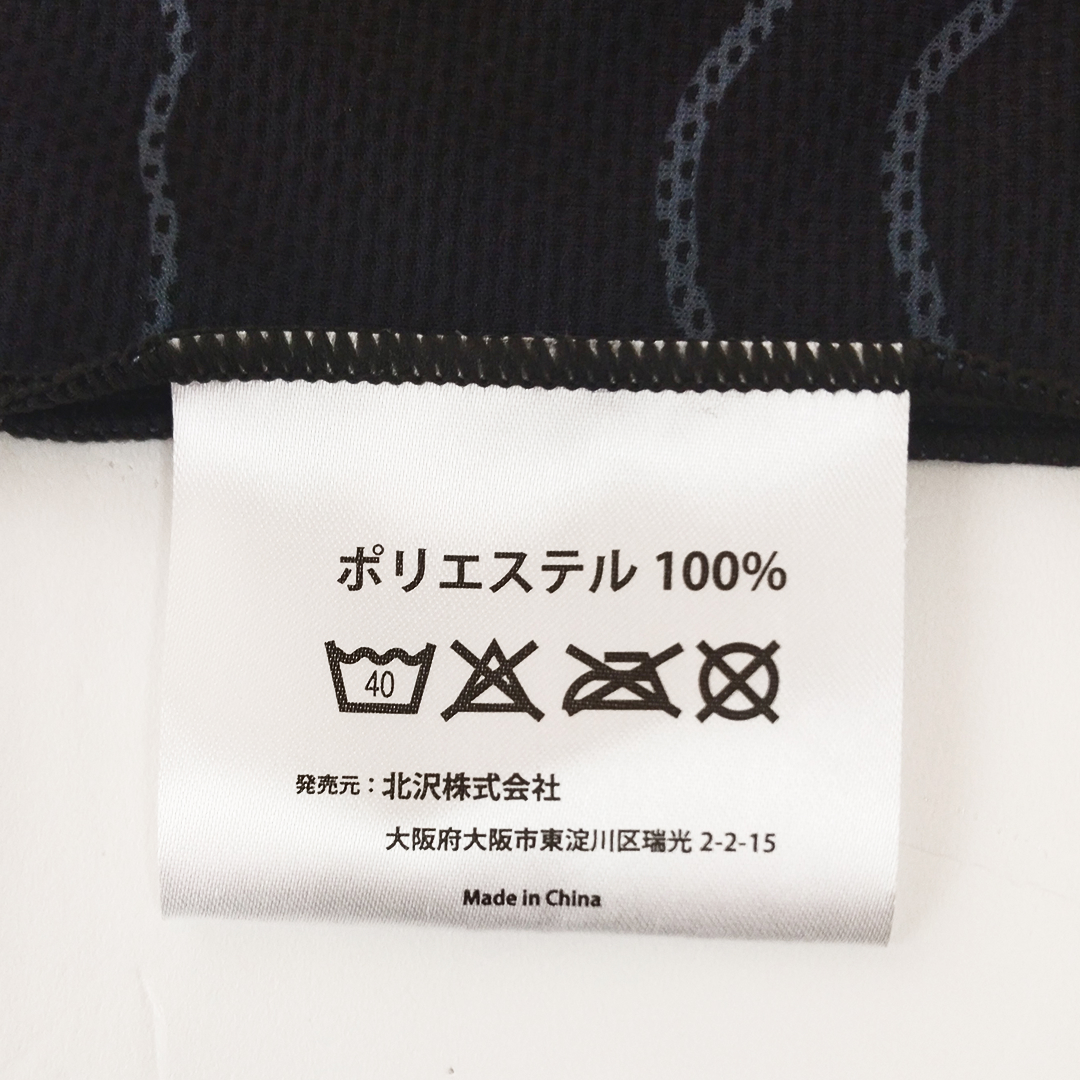 ポリエステル 100%
40
発売元：北沢株式会社
大阪府大阪市東淀川区瑞光 2-2-15
Made in China